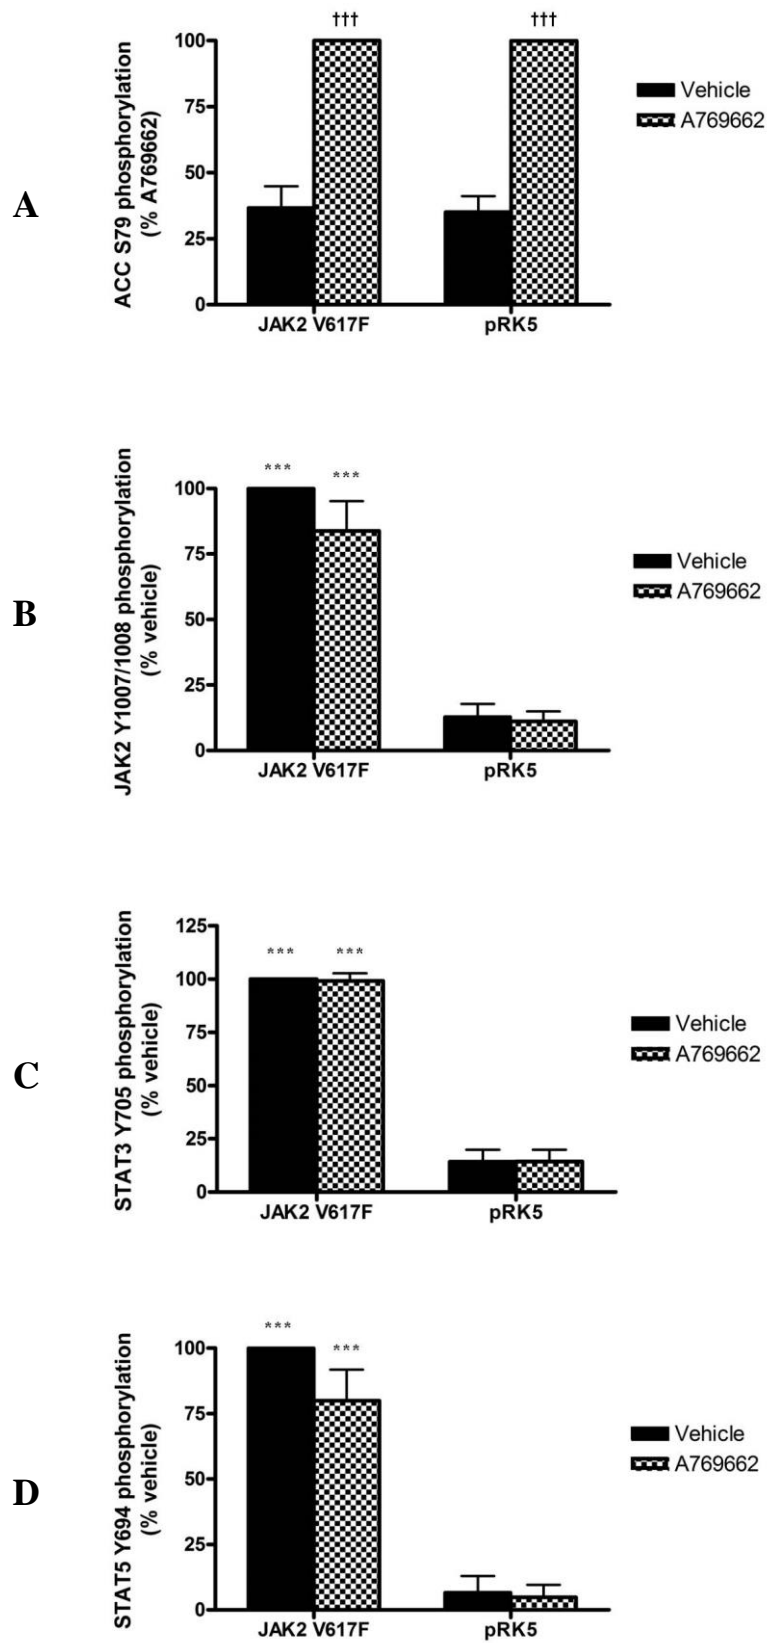 A
ACC S79 phosphorylation
(% A769662)
100
75
50
25
0
†††
†††
JAK2 V617F
pRK5
Vehicle
A769662
B
JAK2 Y1007/1008 phosphorylation
(% vehicle)
100
75
50
25
0
***
***
JAK2 V617F
pRK5
Vehicle
A769662
C
STAT3 Y705 phosphorylation
(% vehicle)
125
100
75
50
25
0
***
***
JAK2 V617F
pRK5
Vehicle
A769662
D
STAT5 Y694 phosphorylation
(% vehicle)
100
75
50
25
0
***
***
JAK2 V617F
pRK5
Vehicle
A769662